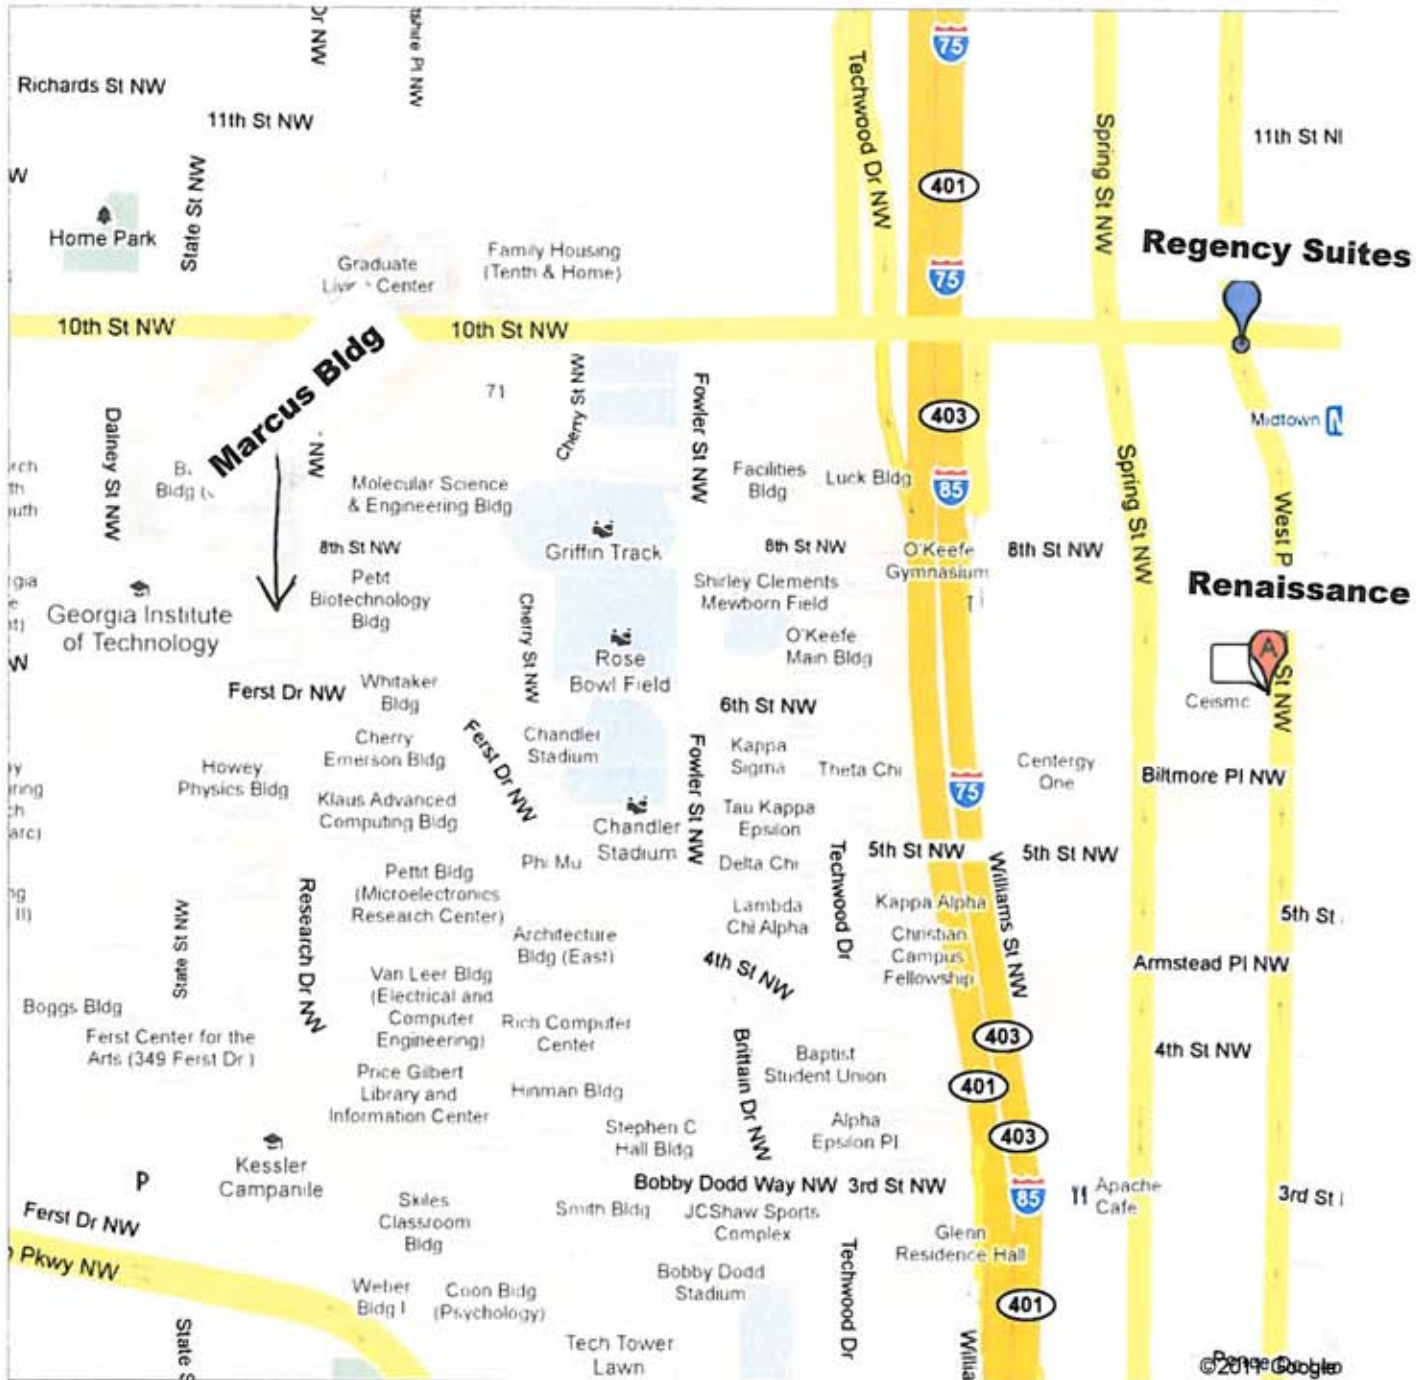 Dr NW
75
Richards St NW
Techwood Dr NW
11th St NW
Spring St NW
11th St
W
State St NW
401
Home Park
Regency Suites
Family Housing
(Tenth & Home)
Graduate
Center
75
10th St NW
10th St NW
Marcus Bldg
71
Cherry St NW
Fowler St NW
403
Midtown
Dalney St NW
NW
Bldg
Molecular Science
& Engineering Bldg
Facilities
Bldg
Luck Bldg
85
Spring St NW
West P
Griffin Track
8th St NW
8th St NW
O'Keefe
Gymnasium
8th St NW
Petit
Biotechnology
Bldg
Shirley Clements
Mewborn Field
Renaissance
Georgia Institute
of Technology
Cherry St NW
O'Keefe
Main Bldg
Rose
Bowl Field
A
St NW
W
Ferst Dr NW
Whitaker
Bldg
Ceismc
6th St NW
Cherry
Emerson Bldg
Ferst Dr NW
Chandler
Stadium
Fowler St NW
Kappa
Sigma
Theta Chi
Centergy
One
Howey
Physics Bldg
75
Biltmore Pl NW
Klaus Advanced
Computing Bldg
Tau Kappa
Epsilon
Chandler
Stadium
Phi Mu
Delta Chi
Techwood Dr
5th St NW
5th St NW
Williams St NW
Pettit Bldg
(Microelectronics
Research Center)
Research Dr NW
State St NW
Lambda
Chi Alpha
Kappa Alpha
5th St
Architecture
Bldg (East)
Christian
Campus
Fellowship
4th St NW
Armstead Pl NW
Van Leer Bldg
(Electrical and
Computer
Engineering)
Boggs Bldg
Ferst Center for the
Arts (349 Ferst Dr)
Rich Computer
Center
403
4th St NW
Brittain Dr NW
Baptist
Student Union
401
Price Gilbert
Library and
Information Center
Hinman Bldg
Stephen C
Hall Bldg
Alpha
Epsilon Pi
403
Kessler
Campanile
P
Bobby Dodd Way NW
3rd St NW
85
Apache
Cafe
3rd St
Ferst Dr NW
Skiles
Classroom
Bldg
Smith Bldg
JCShaw Sports
Complex
Glenn
Residence Hall
Pkwy NW
Techwood Dr
Weber
Bldg I
Coon Bldg
(Psychology)
Bobby Dodd
Stadium
401
State S
Tech Tower
Lawn
Willia
©2011 Google